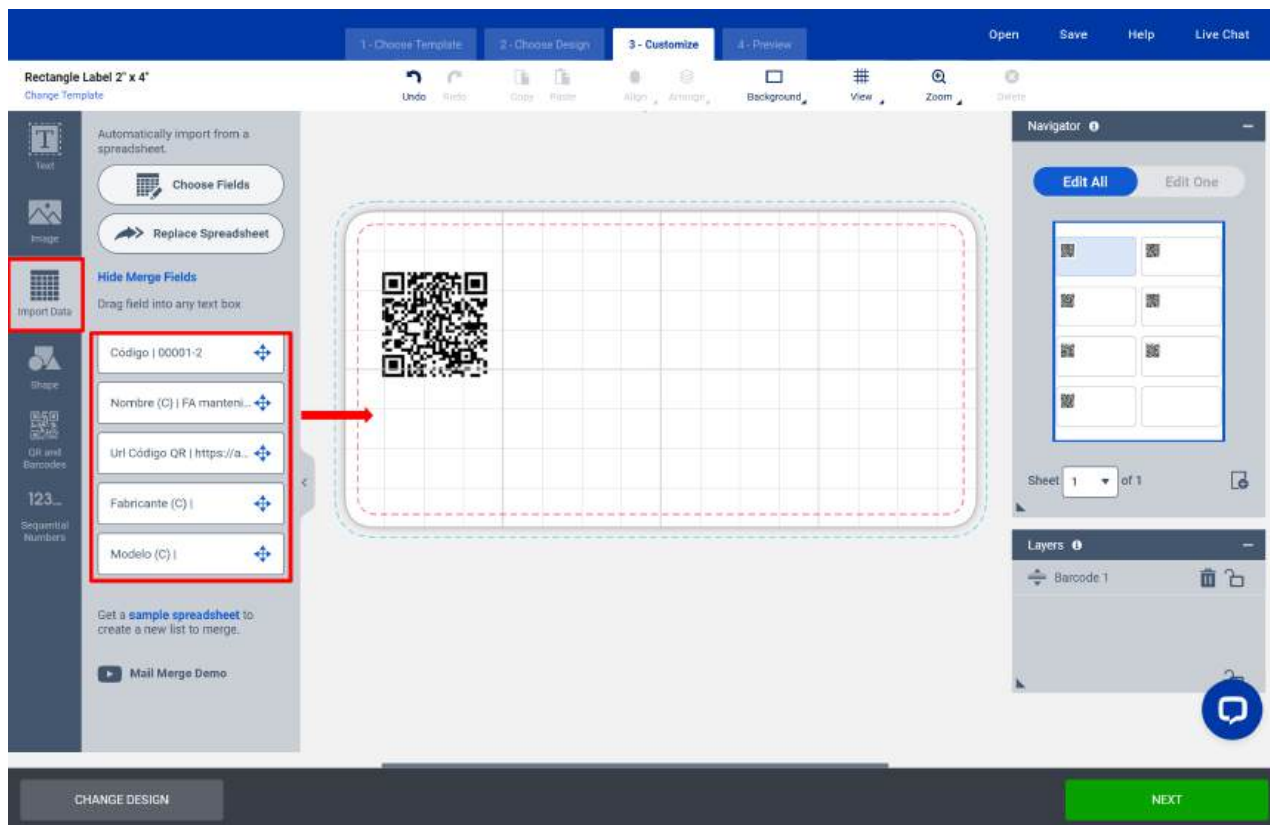 1 - Choose Template
2 - Choose Design
3 - Customize
4 - Preview
Open
Save
Help
Live Chat
Rectangle Label 2" x 4"
Change Template
Undo
Redo
Copy
Paste
Align
Arrange
Background
View
Zoom
Delete
Text
Image
Import Data
Shape
QR and
Barcodes
123...
Sequential
Numbers
Automatically import from a
spreadsheet.
Choose Fields
Replace Spreadsheet
Hide Merge Fields
Drag field into any text box
Código | 00001-2
Nombre (C) | FA manteni...
Url Código QR | https://a...
Fabricante (C) |
Modelo (C) |
Get a sample spreadsheet to
create a new list to merge.
Mail Merge Demo
Navigator
Edit All
Edit One
Sheet 1 of 1
Layers
Barcode 1
CHANGE DESIGN
NEXT